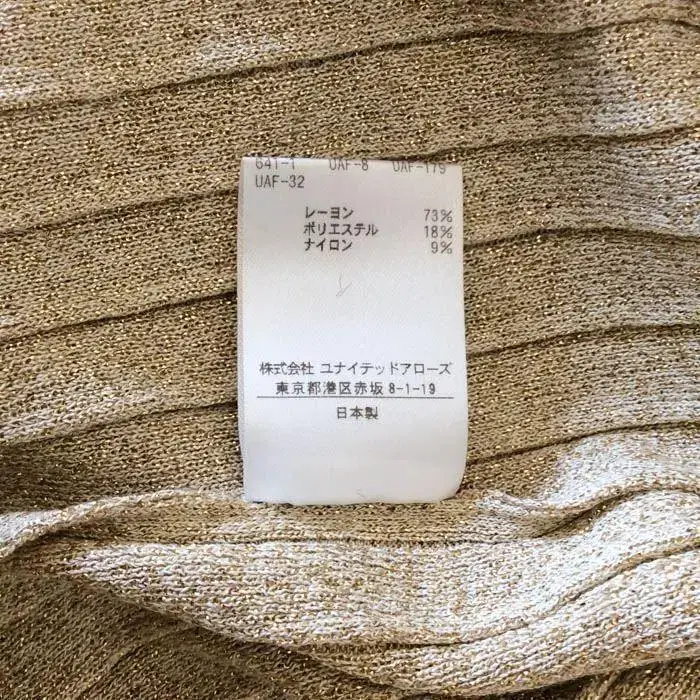 641-1 UAF-8 UAF-179
UAF-32
レーヨン 73%
ポリエステル 18%
ナイロン 9%
株式会社 ユナイテッドアローズ
東京都港区赤坂 8-1-19
日本製